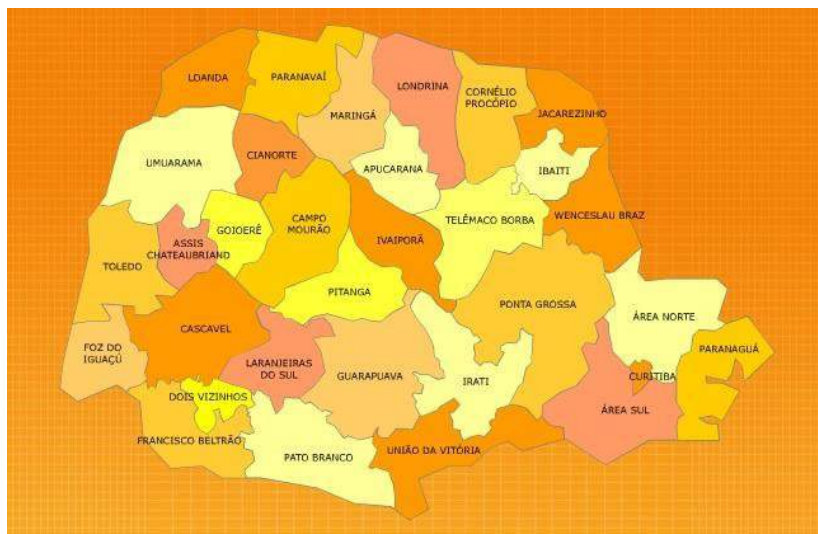 LOANDA
PARANAVAÍ
MARINGÁ
LONDRINA
CORNÉLIO
PROCÓPIO
JACAREZINHO
UMUARAMA
CIANORTE
APUCARANA
IBAITI
GOIOERÊ
CAMPO
MOURÃO
IVAIPORÃ
TELÊMACO BORBA
WENCESLAU BRAZ
TOLEDO
ASSIS
CHATEAUBRIAND
PITANGA
PONTA GROSSA
ÁREA NORTE
FOZ DO
IGUAÇÚ
CASCAVEL
LARANJEIRAS
DO SUL
GUARAPUAVA
IRATI
CURITIBA
PARANAGUÁ
DOIS VIZINHOS
ÁREA SUL
FRANCISCO BELTRÃO
PATO BRANCO
UNIÃO DA VITÓRIA